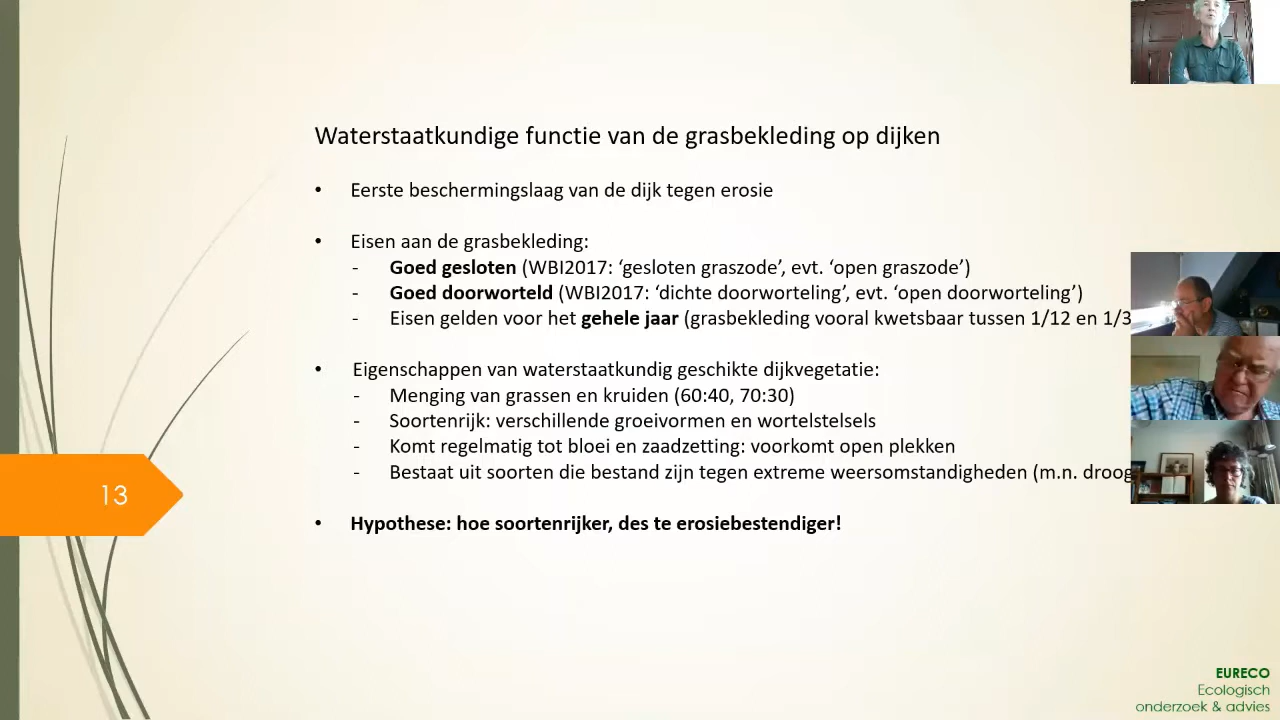 Waterstaatkundige functie van de grasbekleding op dijken
• Eerste beschermingslaag van de dijk tegen erosie
• Eisen aan de grasbekleding:
- Goed gesloten (WBI2017: ‘gesloten graszode’, evt. ‘open graszode’)
- Goed doorworteld (WBI2017: ‘dichte doorworteling’, evt. ‘open doorworteling’)
- Eisen gelden voor het gehele jaar (grasbekleding vooral kwetsbaar tussen 1/12 en 1/3
• Eigenschappen van waterstaatkundig geschikte dijkvegetatie:
- Menging van grassen en kruiden (60:40, 70:30)
- Soortenrijk: verschillende groeivormen en wortelstelsels
- Komt regelmatig tot bloei en zaadzetting: voorkomt open plekken
- Bestaat uit soorten die bestand zijn tegen extreme weersomstandigheden (m.n. droog
13
• Hypothese: hoe soortenrijker, des te erosiebestendiger!
EURECO
Ecologisch
onderzoek & advies